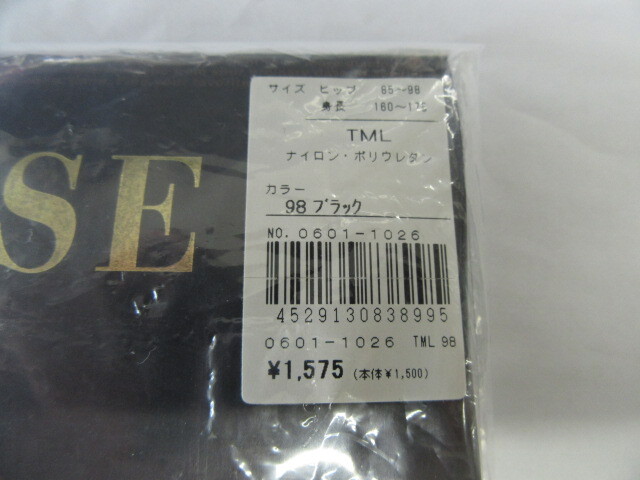 SE
サイズ ヒップ 85～98
身長
TML
ナイロン・ポリウレタン
カラー
98 ブラック
NO. 0601-1026
4529130838995
0601-1026 TML 98
¥1,575 (本体¥1,500)